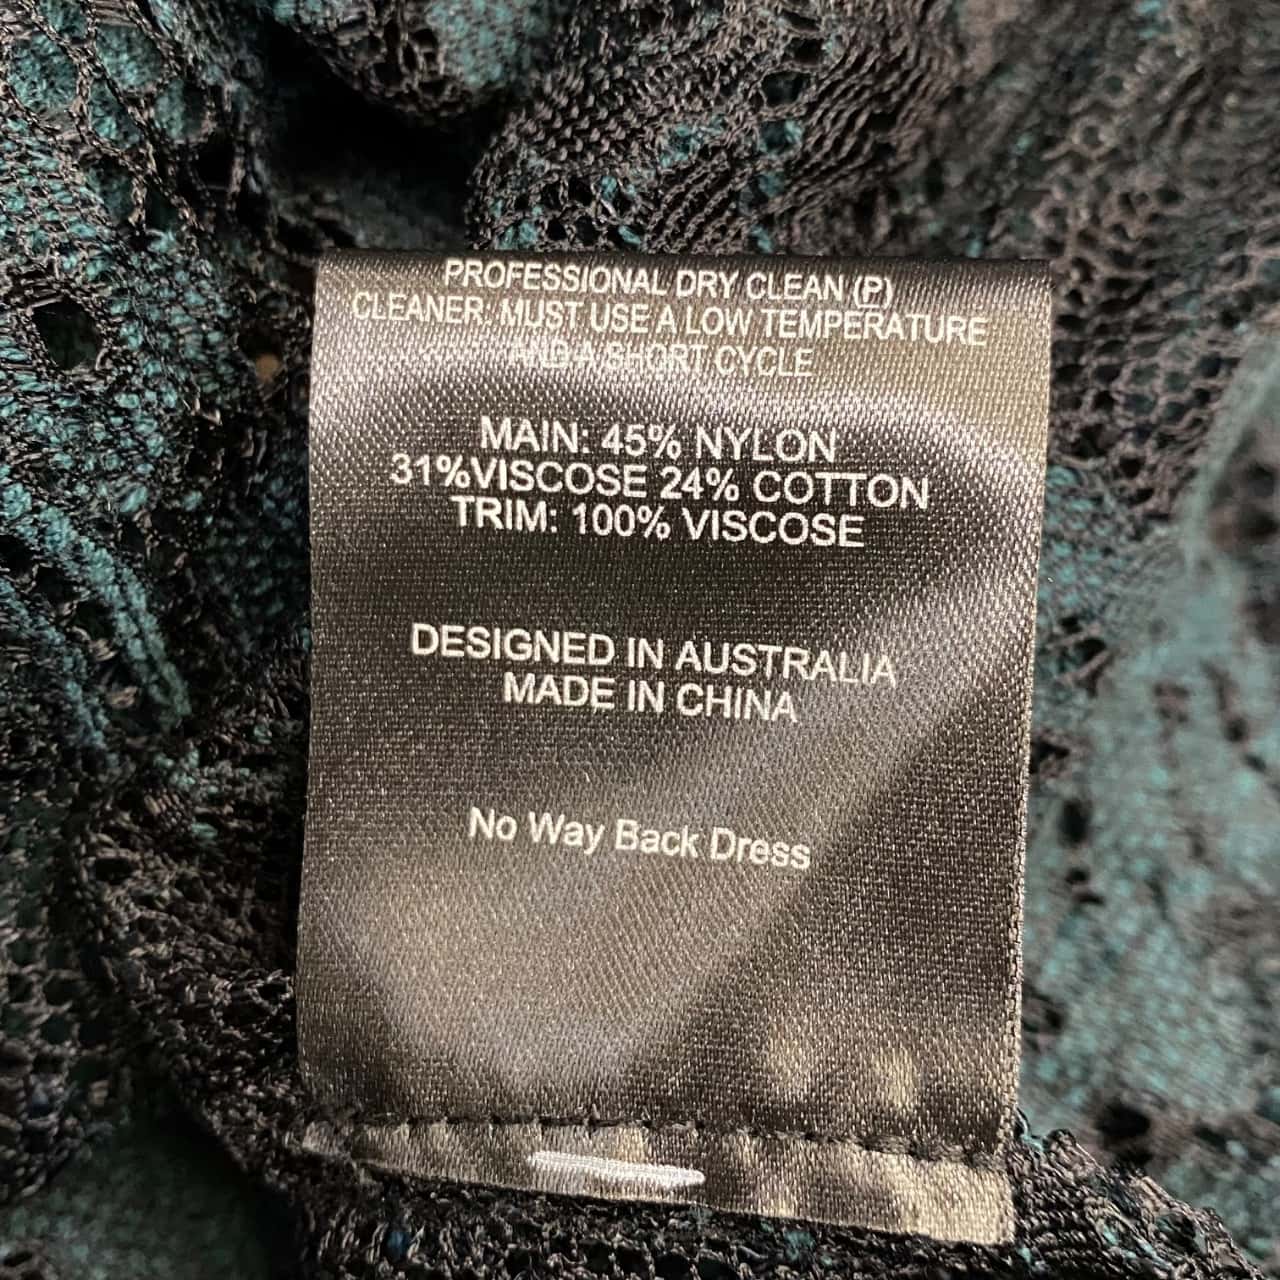 PROFESSIONAL DRY CLEAN (P)
CLEANER: MUST USE A LOW TEMPERATURE
AND A SHORT CYCLE
MAIN: 45% NYLON
31%VISCOSE 24% COTTON
TRIM: 100% VISCOSE
DESIGNED IN AUSTRALIA
MADE IN CHINA
No Way Back Dress